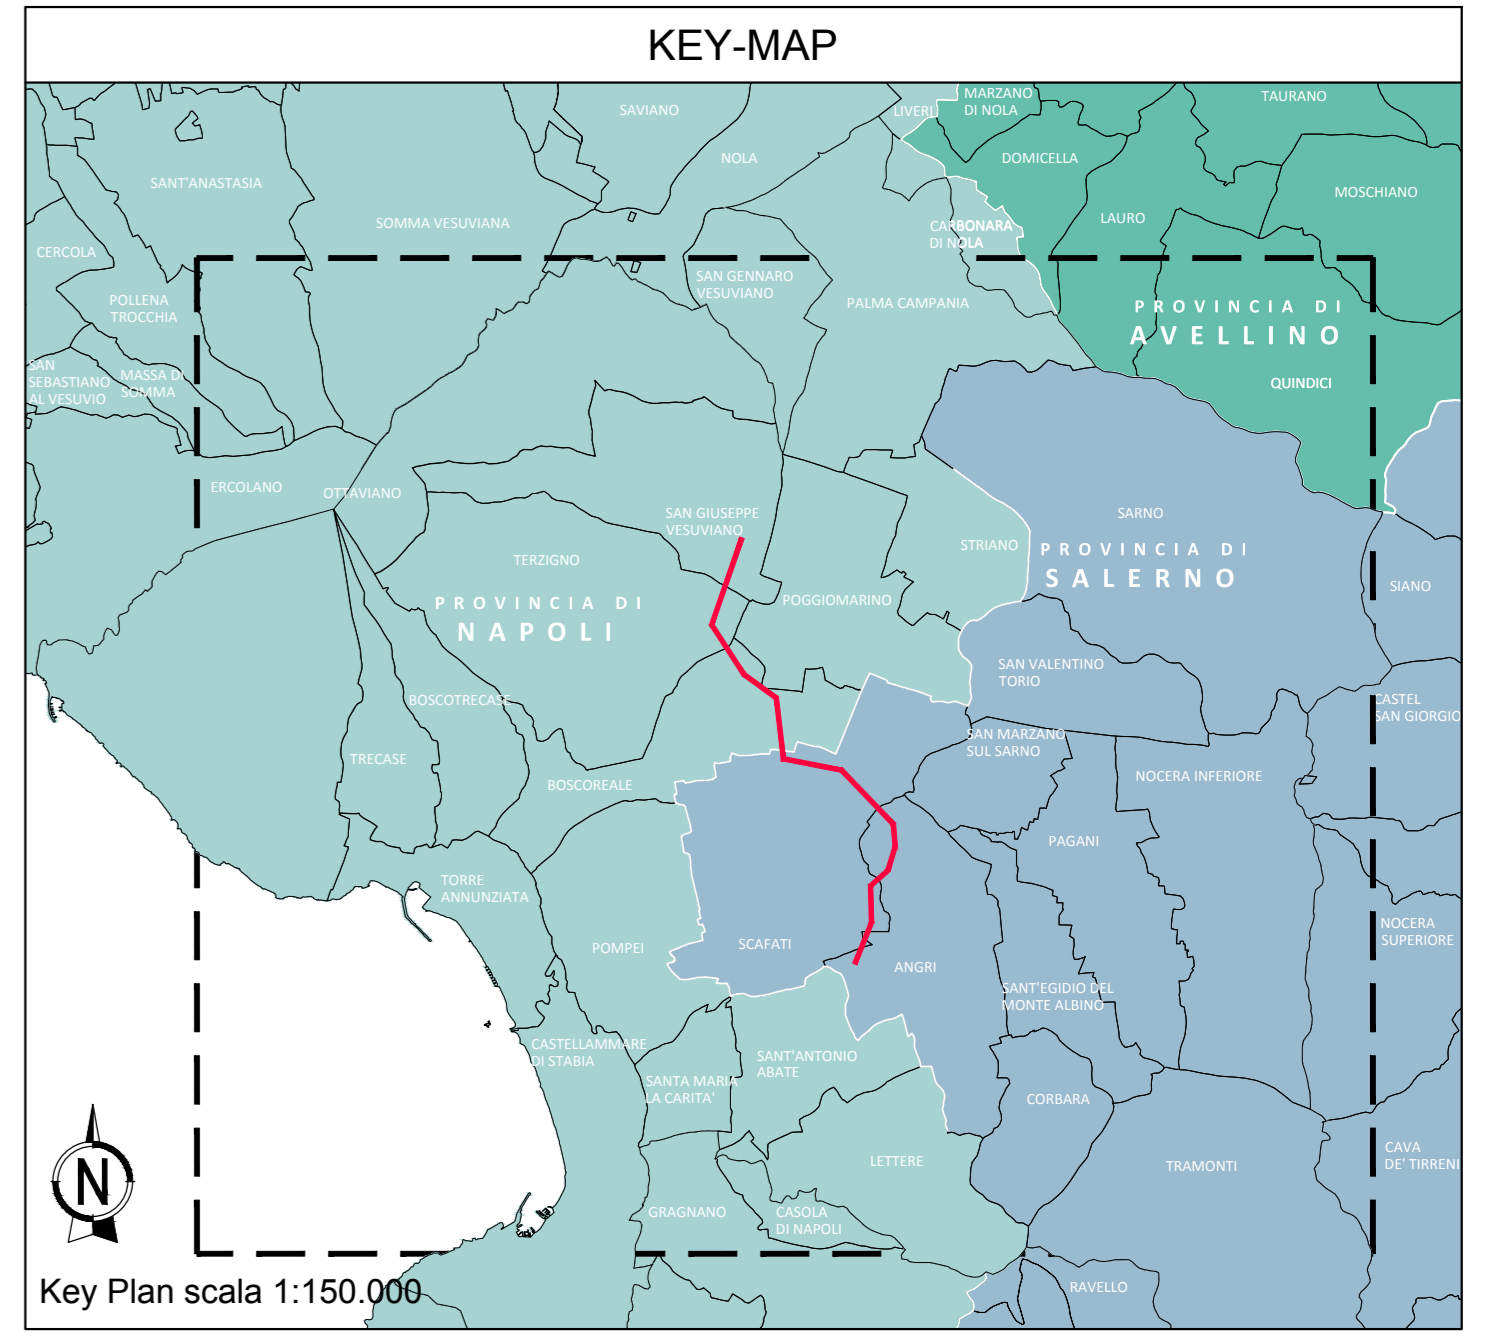 KEY-MAP
MARZANO
DI NOLA
TAURANO
SAVIANO
LIVERI
NOLA
DOMICELLA
SANT'ANASTASIA
MOSCHIANO
LAURO
SOMMA VESUVIANA
CARBONARA
DI NOLA
CERCOLA
SAN GENNARO
VESUVIANO
POLLENA
TROCCHIA
PALMA CAMPANIA
PROVINCIA DI
AVELLINO
SAN
SEBASTIANO
AL VESUVIO
MASSA DI
SOMMA
QUINDICI
ERCOLANO
OTTAVIANO
SAN GIUSEPPE
VESUVIANO
SARNO
STRIANO
PROVINCIA DI
SALERNO
TERZIGNO
SIANO
PROVINCIA DI
NAPOLI
POGGIOMARINO
SAN VALENTINO
TORIO
BOSCOTRECASE
CASTEL
SAN GIORGIO
SAN MARZANO
SUL SARNO
TRECASE
NOCERA INFERIORE
BOSCOREALE
PAGANI
TORRE
ANNUNZIATA
NOCERA
SUPERIORE
POMPEI
SCAFATI
ANGRI
SANT'EGIDIO DEL
MONTE ALBINO
CASTELLAMMARE
DI STABIA
SANT'ANTONIO
ABATE
SANTA MARIA
LA CARITA'
CORBARA
LETTERE
TRAMONTI
CAVA
DE' TIRRENI
N
GRAGNANO
CASOLA
DI NAPOLI
RAVELLO
Key Plan scala 1:150.000